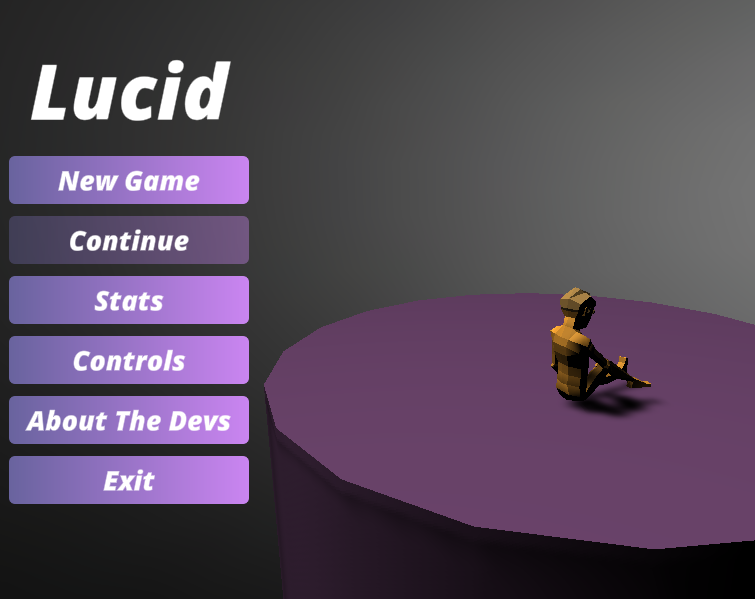 Lucid
New Game
Continue
Stats
Controls
About The Devs
Exit